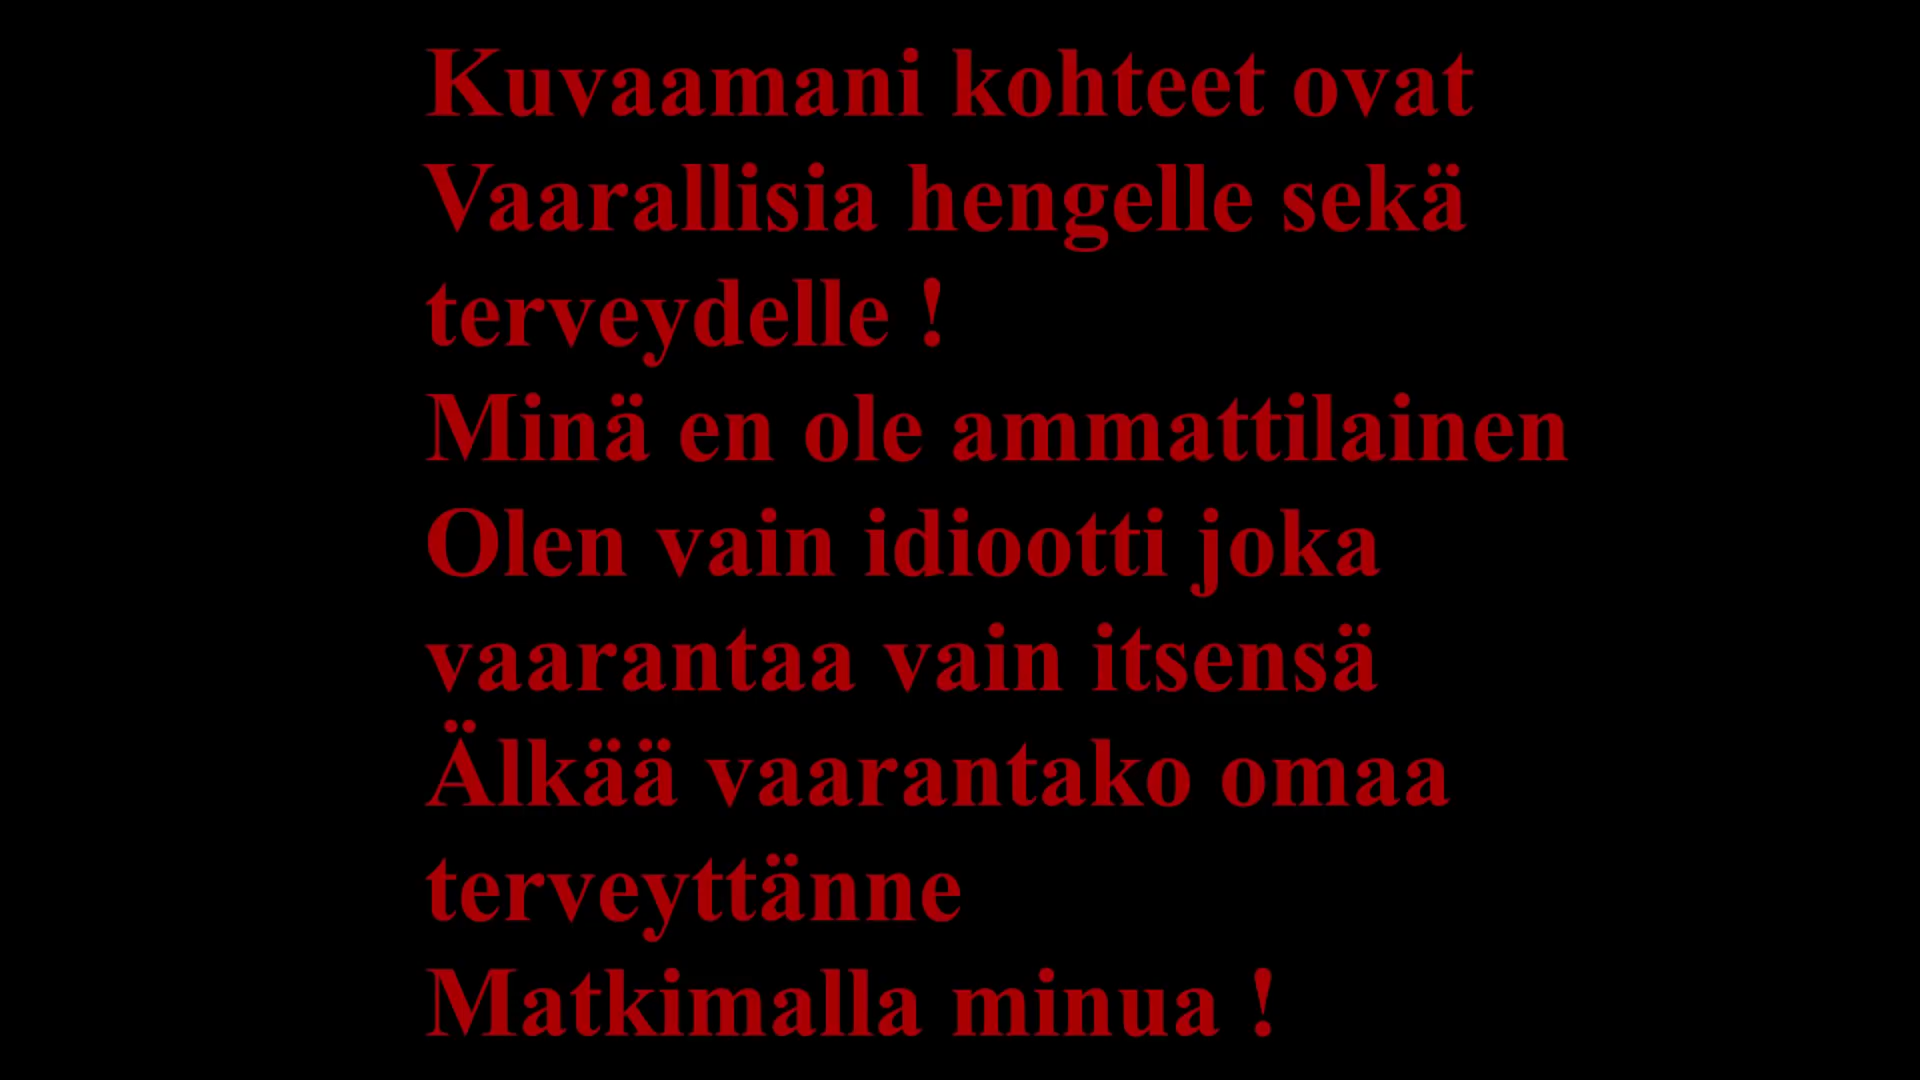 Kuvaamani kohteet ovat
Vaarallisia hengelle sekä
terveydelle !
Minä en ole ammattilainen
Olen vain idiootti joka
vaarantaa vain itsensä
Älkää vaarantako omaa
terveyttänne
Matkimalla minua !